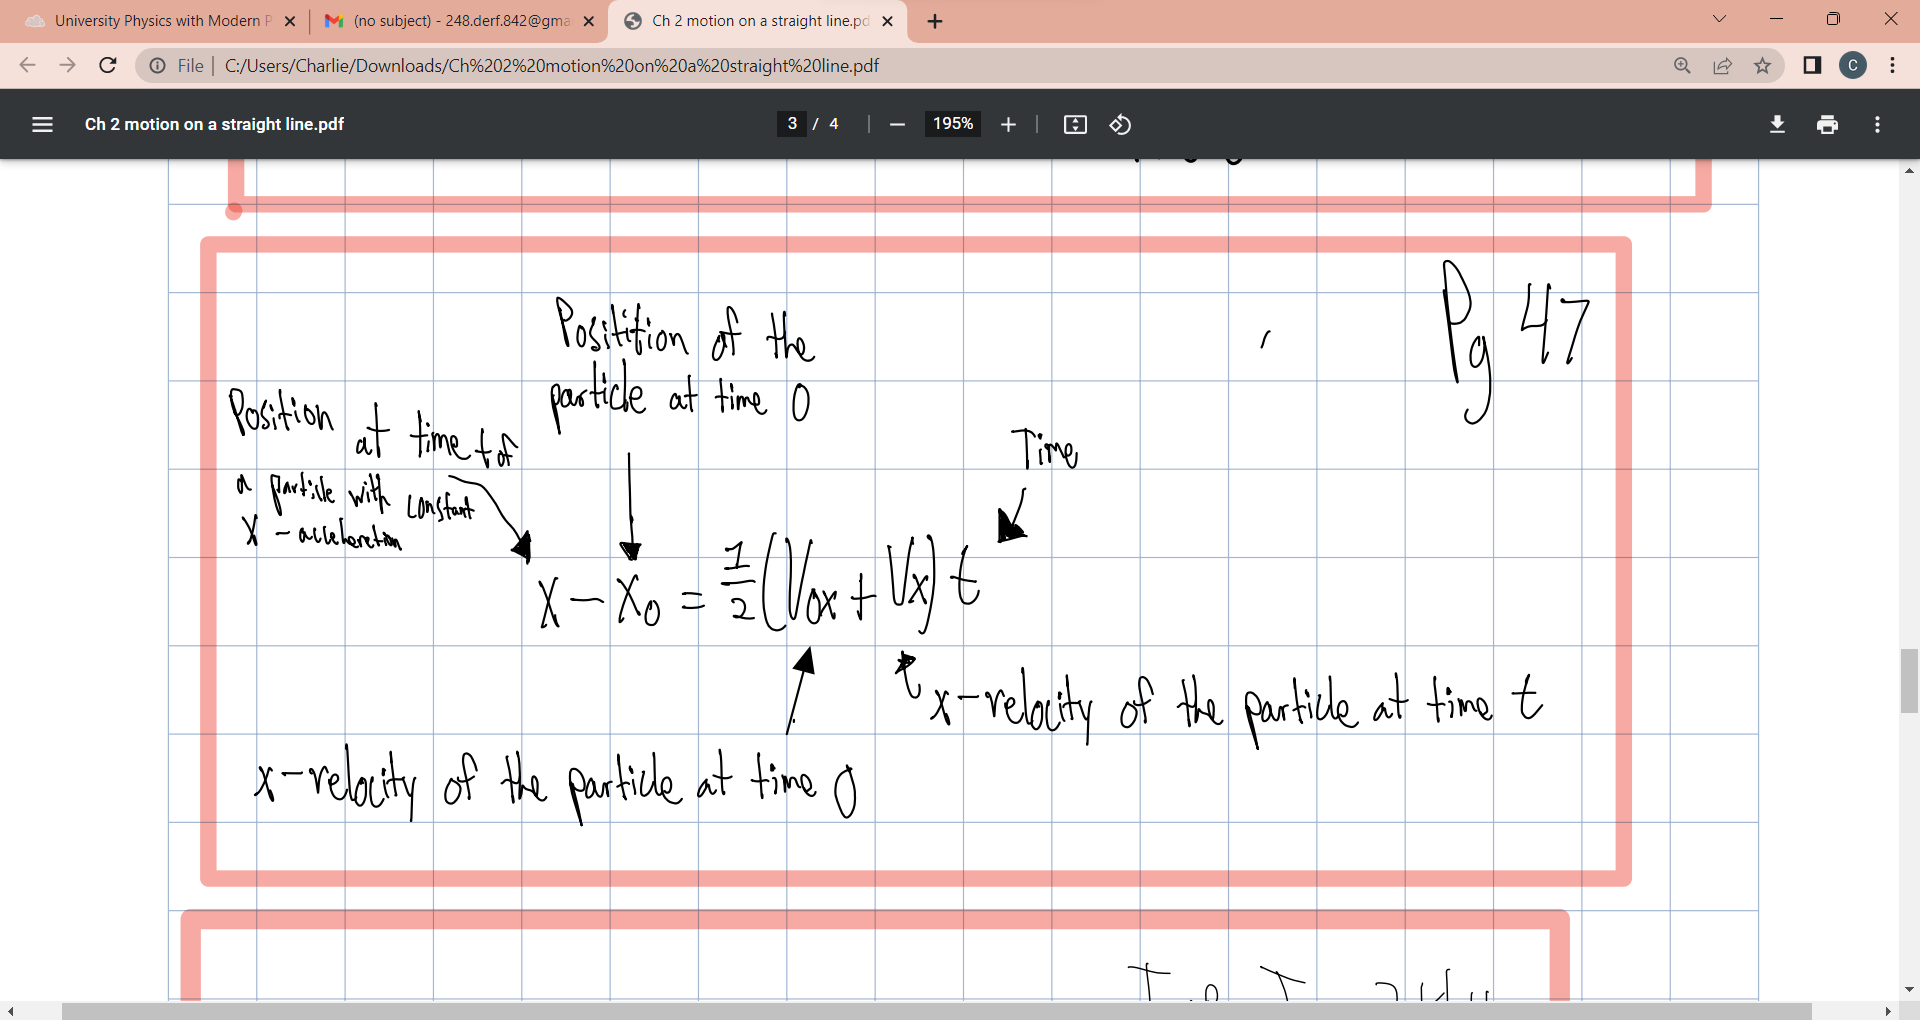 University Physics with Modern P
(no subject) - 248.derf.842@gma
Ch 2 motion on a straight line.pd
File
C:/Users/Charlie/Downloads/Ch%202%20motion%20on%20a%20straight%20line.pdf
C
Ch 2 motion on a straight line.pdf
3 / 4
195%
Pg 47
Positition of the
particle at time 0
Position at time t of
a particle with constant
X - acceleration
Time
X - X₀ = ½(V₀x + Vx) t
x-velocity of the particle at time t
x-velocity of the particle at time 0